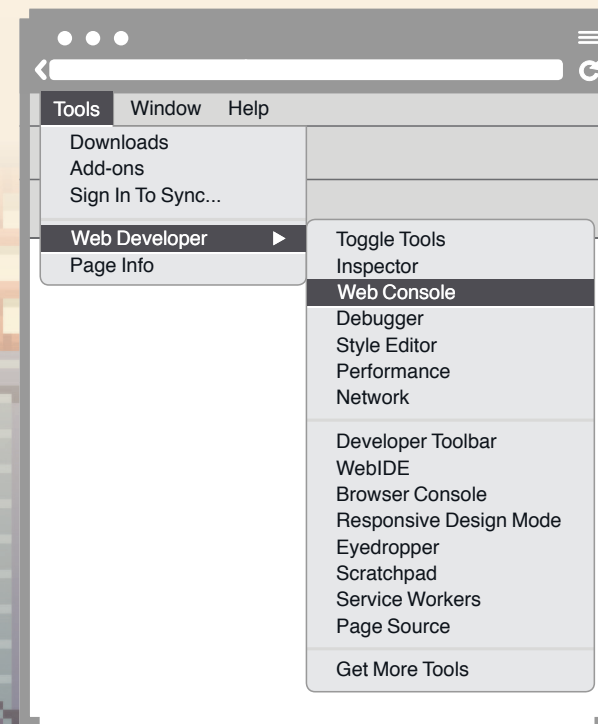 Tools Window Help
Downloads
Add-ons
Sign In To Sync...
Web Developer
Page Info
Toggle Tools
Inspector
Web Console
Debugger
Style Editor
Performance
Network
Developer Toolbar
WebIDE
Browser Console
Responsive Design Mode
Eyedropper
Scratchpad
Service Workers
Page Source
Get More Tools